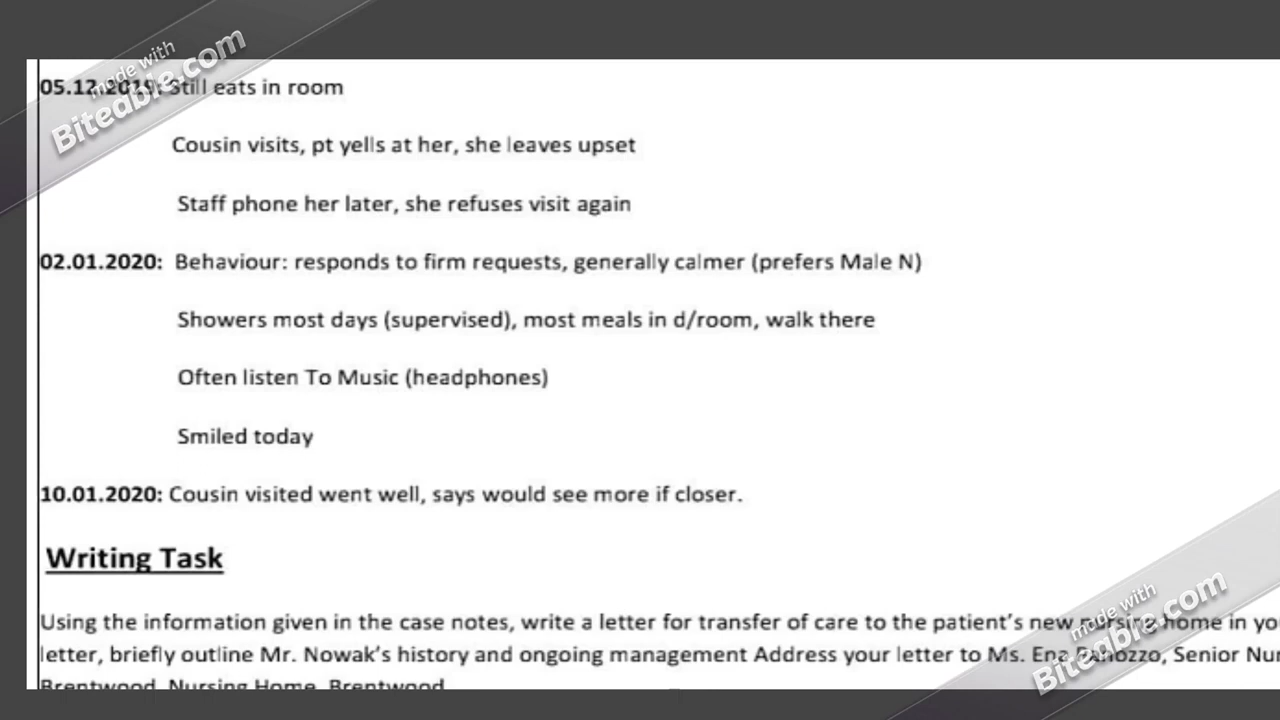 made with
Biteable.com
05.12.2019: Still eats in room
Cousin visits, pt yells at her, she leaves upset
Staff phone her later, she refuses visit again
02.01.2020: Behaviour: responds to firm requests, generally calmer (prefers Male N)
Showers most days (supervised), most meals in d/room, walk there
Often listen To Music (headphones)
Smiled today
10.01.2020: Cousin visited went well, says would see more if closer.
Writing Task
Using the information given in the case notes, write a letter for transfer of care to the patient's new nursing home in yo
letter, briefly outline Mr. Nowak's history and ongoing management Address your letter to Ms. Ena Senior Nu
Brentwood, Nursing Home, Brentwood
made with
Biteable.com